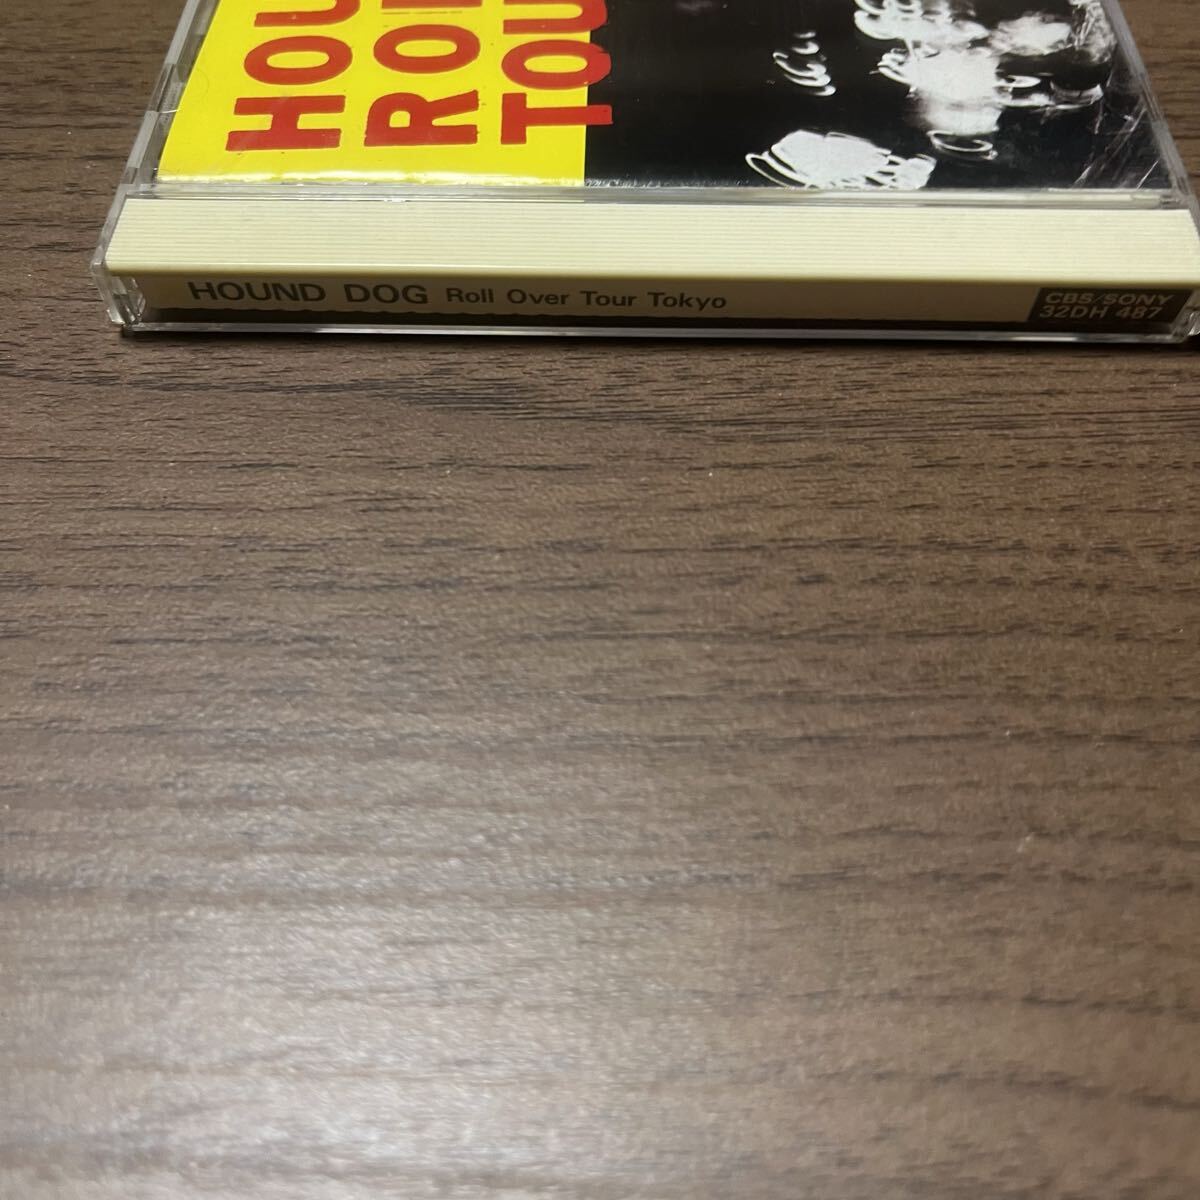 HOU
ROL
TOU
HOUND DOG Roll Over Tour Tokyo
CBS/SONY
32DH 487